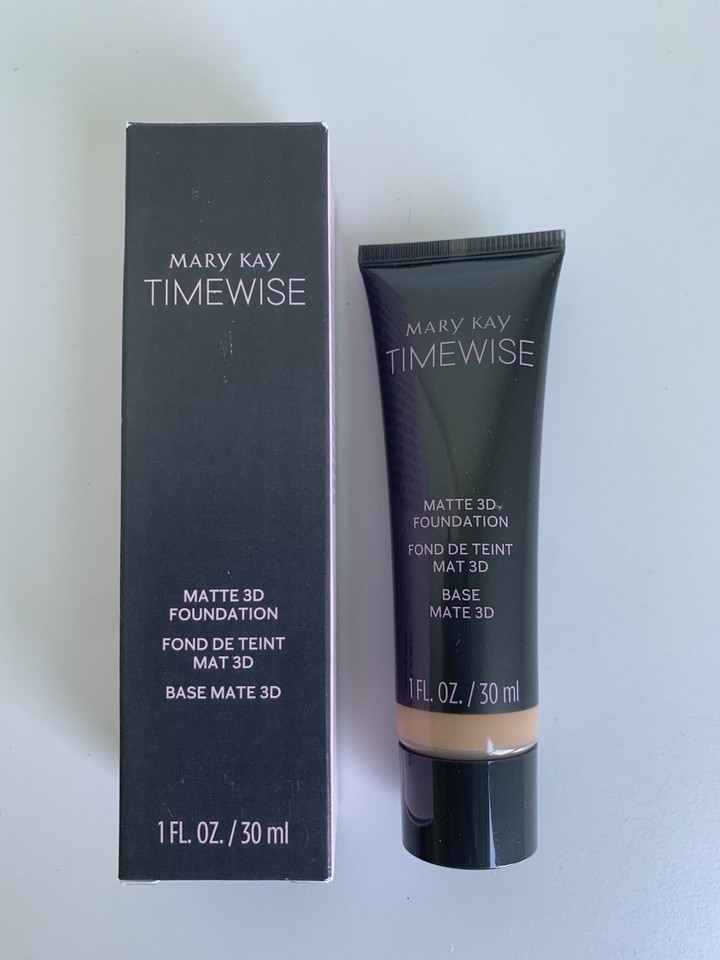 MARY KAY
TIMEWISE
MATTE 3D
FOUNDATION
FOND DE TEINT
MAT 3D
BASE MATE 3D
1 FL. OZ. / 30 ml
MARY KAY
TIMEWISE
MATTE 3D
FOUNDATION
FOND DE TEINT
MAT 3D
BASE
MATE 3D
1 FL. OZ. / 30 ml